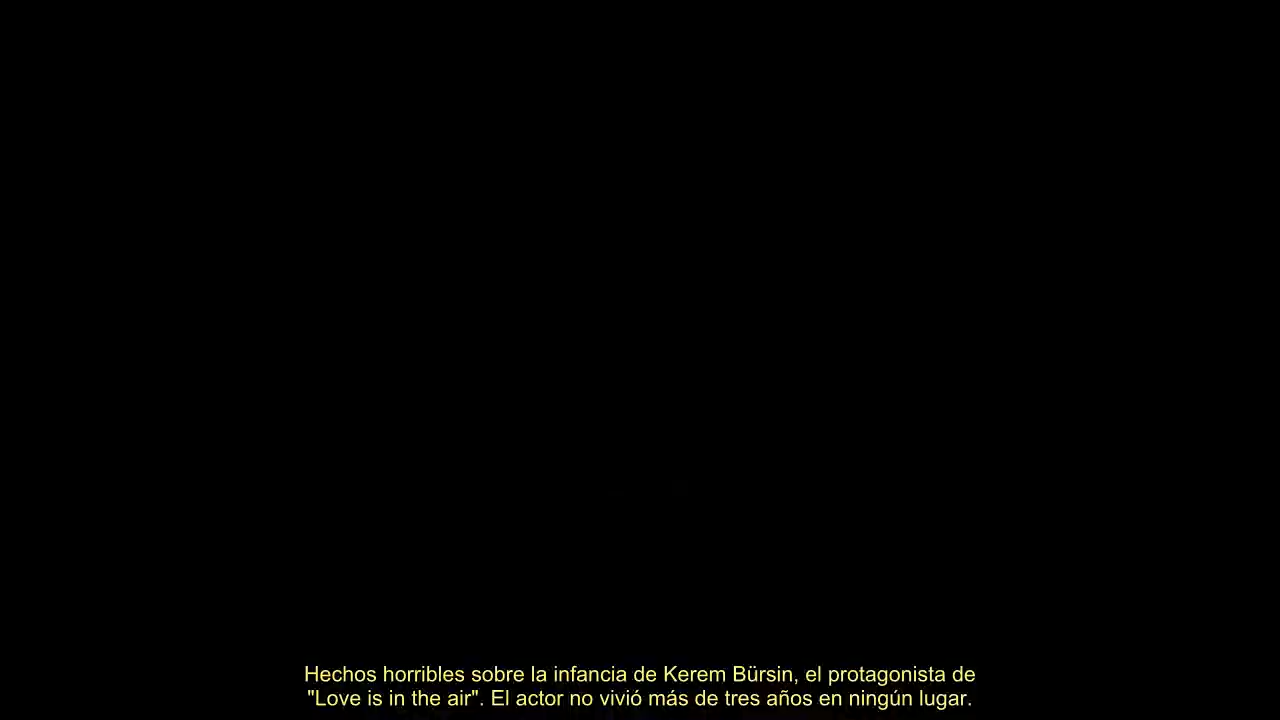 Hechos horribles sobre la infancia de Kerem Bürsin, el protagonista de
"Love is in the air". El actor no vivió más de tres años en ningún lugar.